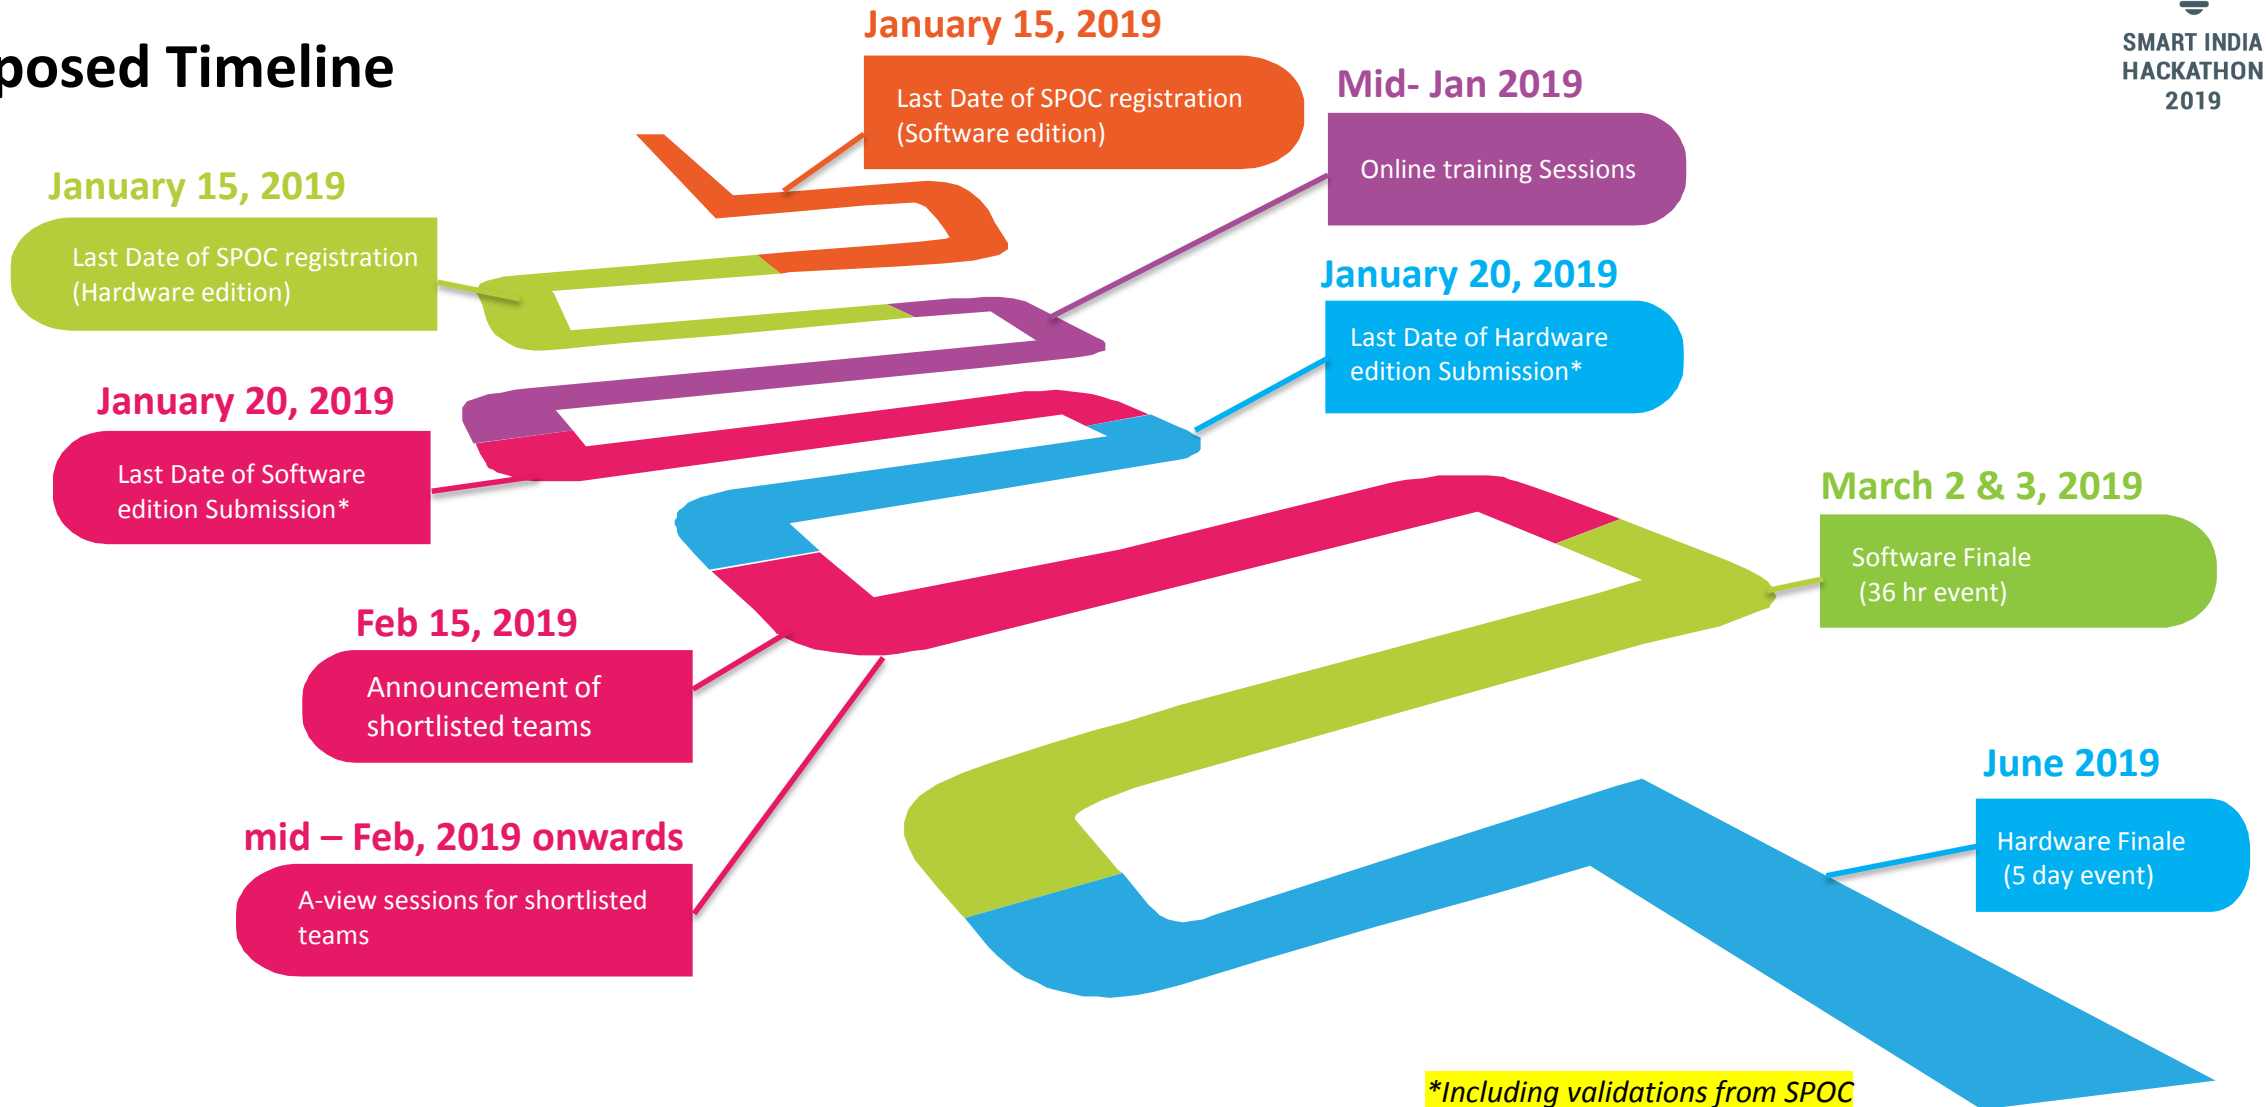 posed Timeline
SMART INDIA
HACKATHON
2019
January 15, 2019
Last Date of SPOC registration
(Software edition)
January 15, 2019
Last Date of SPOC registration
(Hardware edition)
Mid- Jan 2019
Online training Sessions
January 20, 2019
Last Date of Software
edition Submission*
January 20, 2019
Last Date of Hardware
edition Submission*
Feb 15, 2019
Announcement of
shortlisted teams
mid – Feb, 2019 onwards
A-view sessions for shortlisted
teams
March 2 & 3, 2019
Software Finale
(36 hr event)
June 2019
Hardware Finale
(5 day event)
*Including validations from SPOC